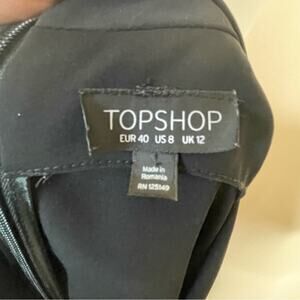 TOPSHOP
EUR 40 US 8 UK 12
Made in
Romania
RN 125149